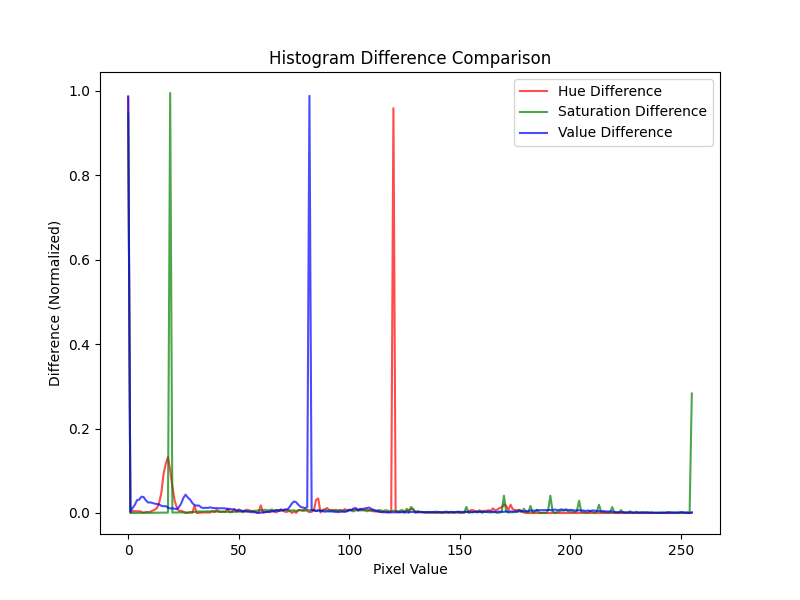 Histogram Difference Comparison
Hue Difference
Saturation Difference
Value Difference
Difference (Normalized)
1.0
0.8
0.6
0.4
0.2
0.0
0 50 100 150 200 250
Pixel Value